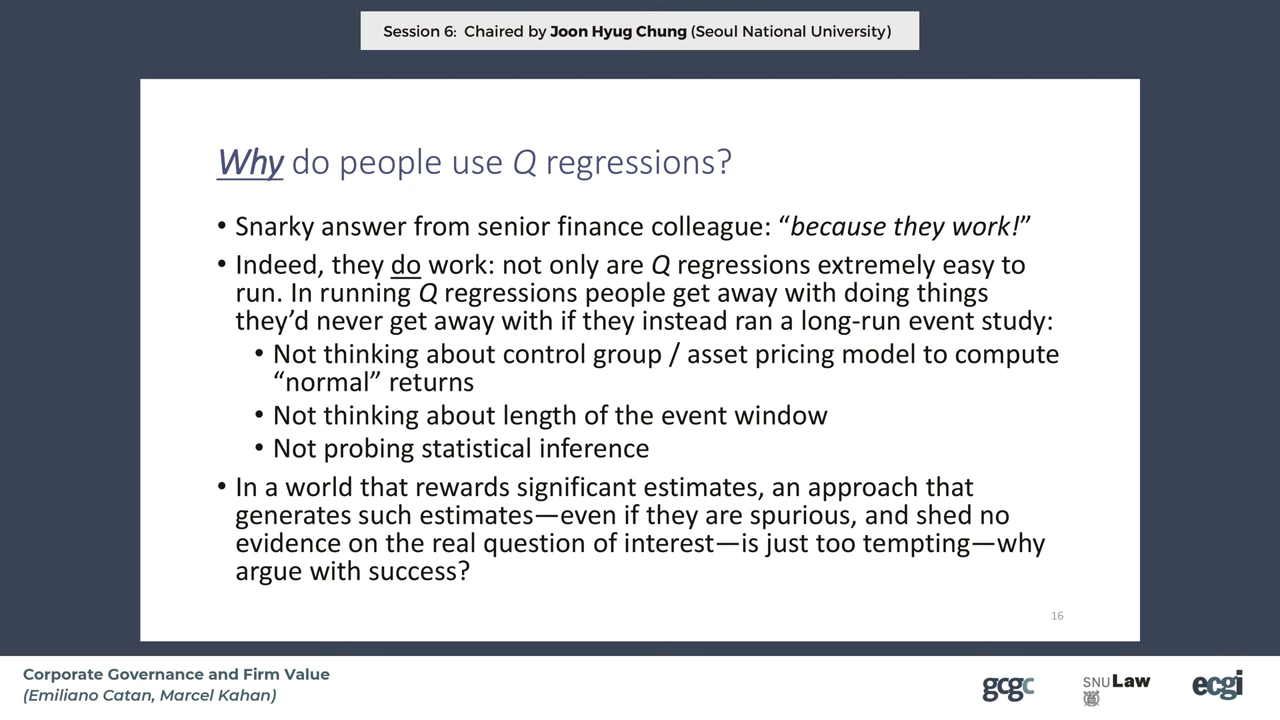 Session 6: Chaired by Joon Hyug Chung (Seoul National University)
Why do people use Q regressions?
• Snarky answer from senior finance colleague: “because they work!”
• Indeed, they do work: not only are Q regressions extremely easy to
run. In running Q regressions people get away with doing things
they’d never get away with if they instead ran a long-run event study:
• Not thinking about control group / asset pricing model to compute
“normal” returns
• Not thinking about length of the event window
• Not probing statistical inference
• In a world that rewards significant estimates, an approach that
generates such estimates—even if they are spurious, and shed no
evidence on the real question of interest—is just too tempting—why
argue with success?
16
Corporate Governance and Firm Value
(Emiliano Catan, Marcel Kahan)
gcgc
SNU Law
ecgi